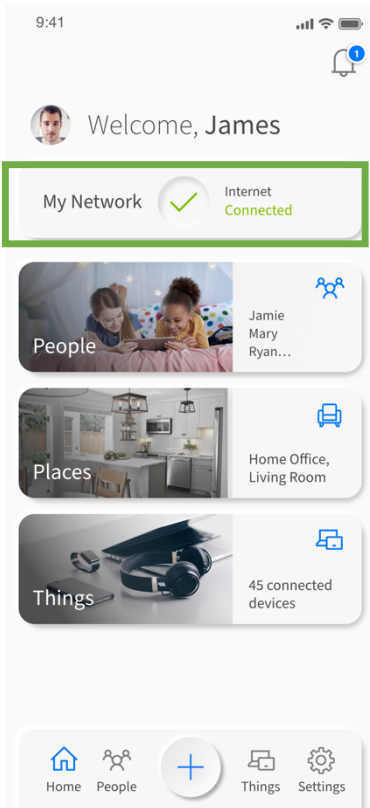 9:41
1
Welcome, James
My Network
Internet
Connected
People
Jamie
Mary
Ryan...
Places
Home Office,
Living Room
Things
45 connected
devices
Home
People
Things
Settings